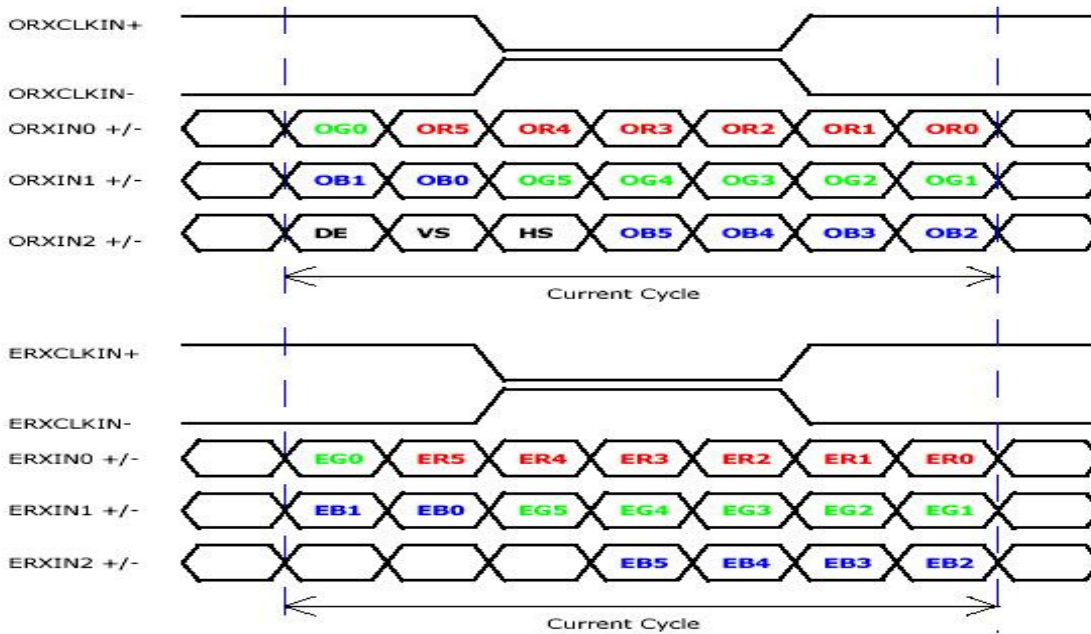 ORXCLKIN+
ORXCLKIN-
ORXIN0 +/- OG0 OR5 OR4 OR3 OR2 OR1 OR0
ORXIN1 +/- OB1 OB0 OG5 OG4 OG3 OG2 OG1
ORXIN2 +/- DE VS HS OB5 OB4 OB3 OB2
Current Cycle
ERXCLKIN+
ERXCLKIN-
ERXIN0 +/- EG0 ER5 ER4 ER3 ER2 ER1 ER0
ERXIN1 +/- EB1 EB0 EG5 EG4 EG3 EG2 EG1
ERXIN2 +/- EB5 EB4 EB3 EB2
Current Cycle